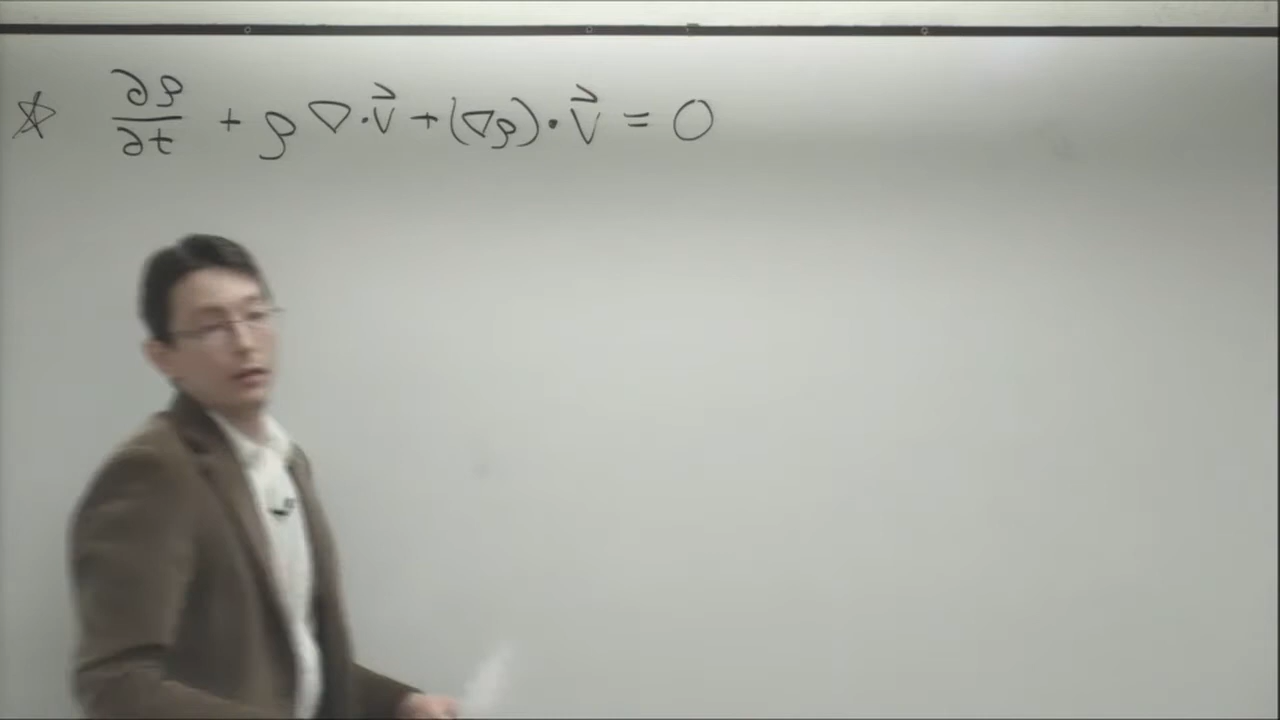 ☆ ∂ρ/∂t + ρ ∇·V⃗ + (∇ρ)·V⃗ = 0